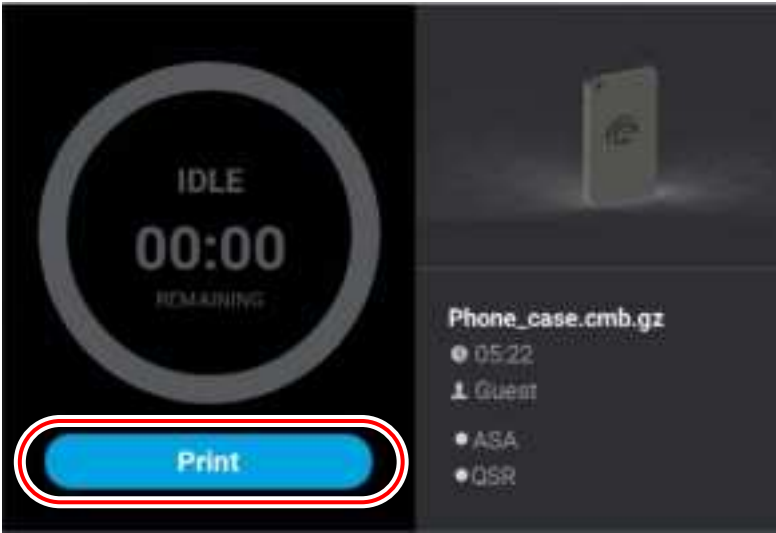 IDLE
00:00
REMAINING
Print
Phone_case.cmb.gz
05:22
Guest
ASA
QSR